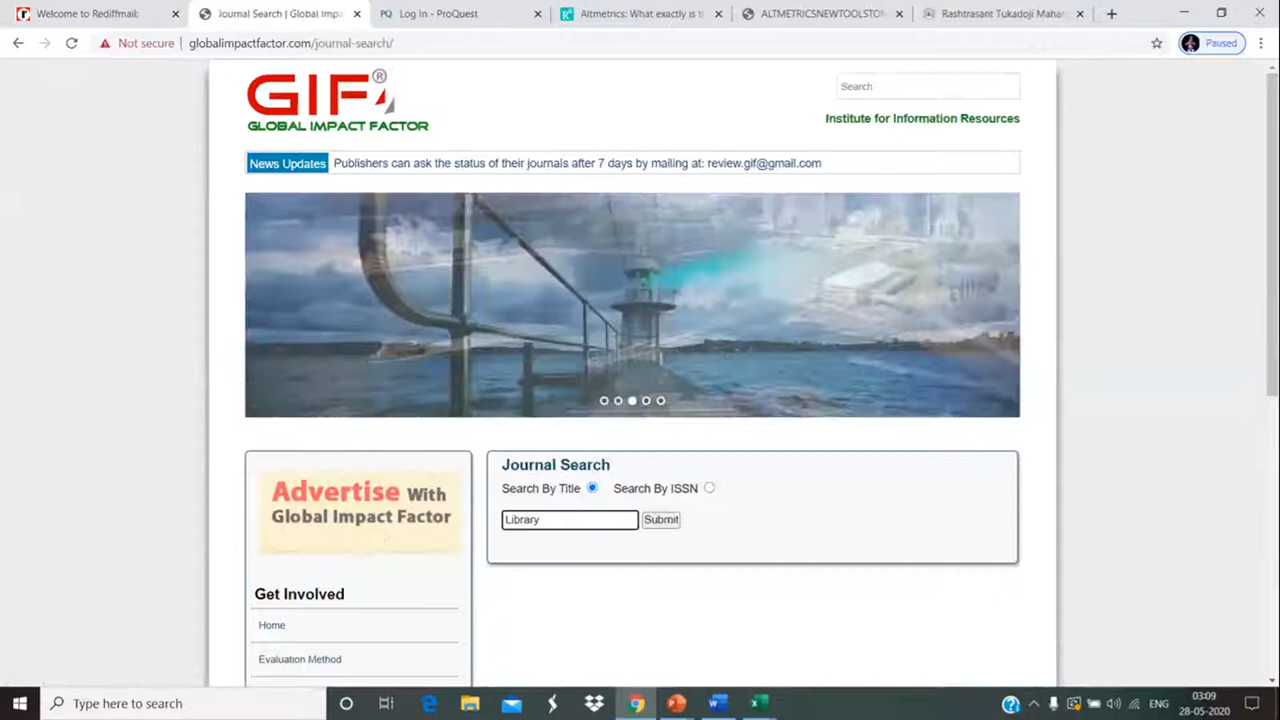 Welcome to Rediffmail:
Journal Search | Global Impa
PQ Log In - ProQuest
Altmetrics: What exactly is t
ALTMETRICSNEWTOOLSTOM
Rashtrasant Tukadoji Mahar
Not secure | globalimpactfactor.com/journal-search/
Paused
GIF ®
GLOBAL IMPACT FACTOR
Search
Institute for Information Resources
News Updates Publishers can ask the status of their journals after 7 days by mailing at: review.gif@gmail.com
Advertise With
Global Impact Factor
Journal Search
Search By Title Search By ISSN
Library Submit
Get Involved
Home
Evaluation Method
Type here to search
ENG
03:09
28-05-2020